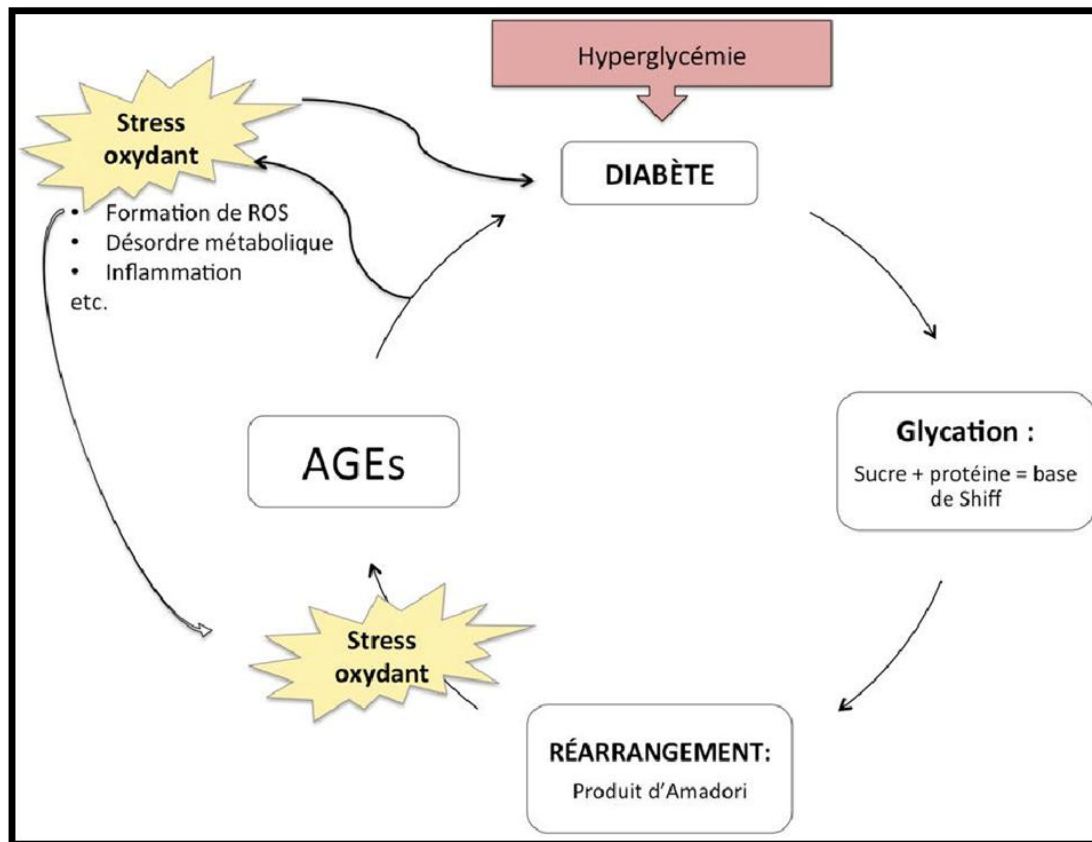 Hyperglycémie
Stress
oxydant
DIABÈTE
• Formation de ROS
• Désordre métabolique
• Inflammation
etc.
Glycation :
Sucre + protéine = base
de Shiff
AGEs
Stress
oxydant
RÉARRANGEMENT:
Produit d’Amadori